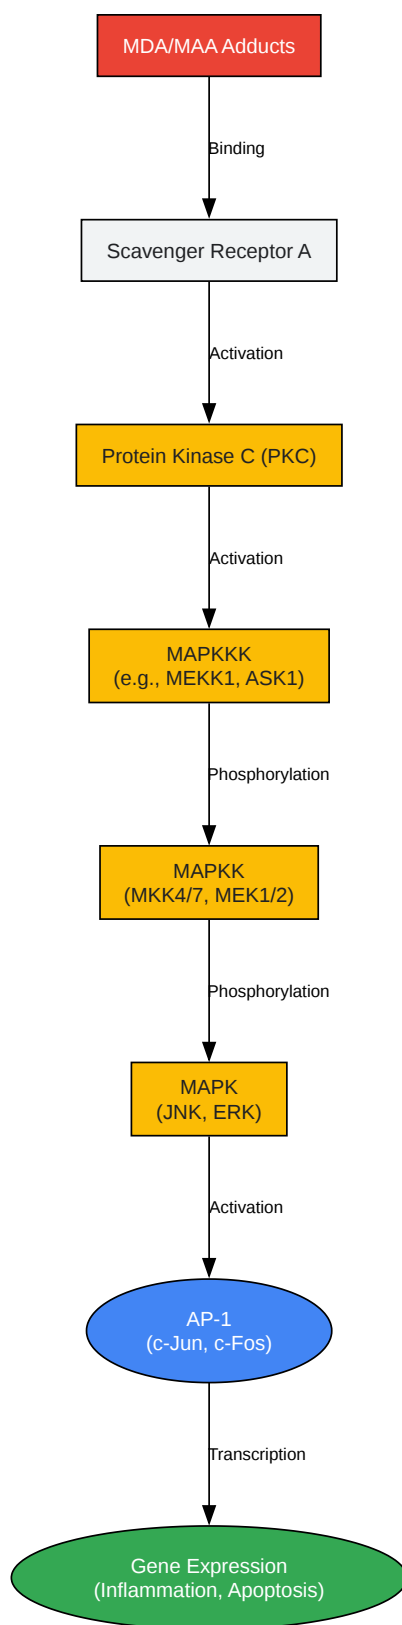 MDA/MAA Adducts
Binding
Scavenger Receptor A
Activation
Protein Kinase C (PKC)
Activation
MAPKKK
(e.g., MEKK1, ASK1)
Phosphorylation
MAPKK
(MKK4/7, MEK1/2)
Phosphorylation
MAPK
(JNK, ERK)
Activation
AP-1
(c-Jun, c-Fos)
Transcription
Gene Expression
(Inflammation, Apoptosis)